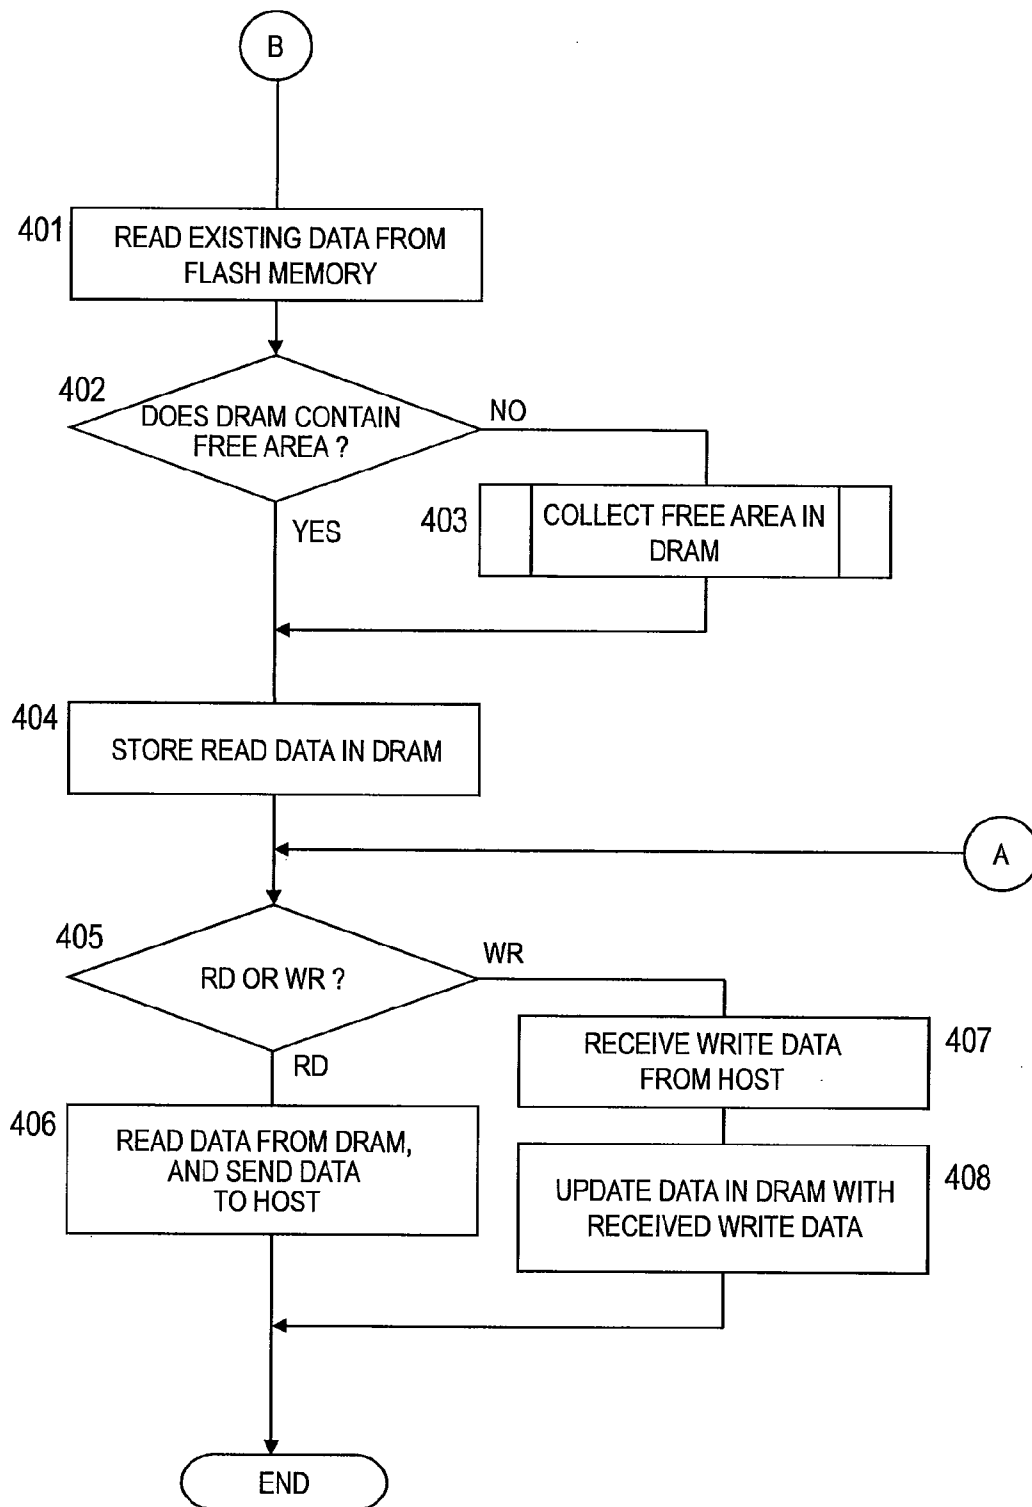 B
401
READ EXISTING DATA FROM
FLASH MEMORY
402
DOES DRAM CONTAIN
FREE AREA ?
NO
YES
403
COLLECT FREE AREA IN
DRAM
404
STORE READ DATA IN DRAM
A
405
RD OR WR ?
WR
RD
407
RECEIVE WRITE DATA
FROM HOST
406
READ DATA FROM DRAM,
AND SEND DATA
TO HOST
408
UPDATE DATA IN DRAM WITH
RECEIVED WRITE DATA
END